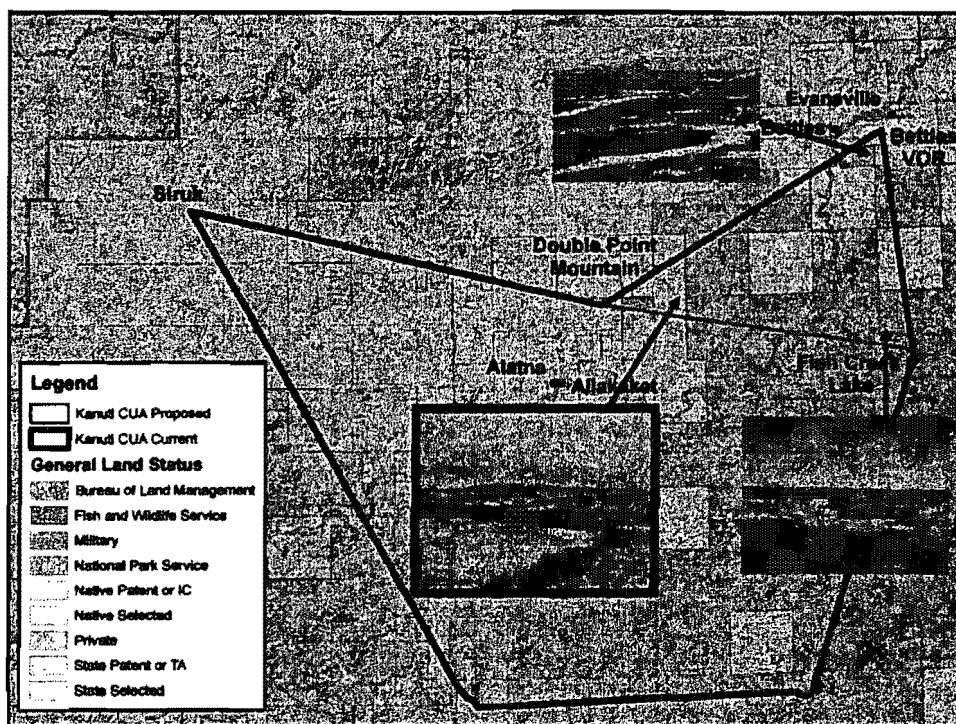 Evansville
Bettles
Bettles
VOR
Siruk
Double Point
Mountain
Alatna
Allakaket
Fish Creek
Lake
Legend
Kanuti CUA Proposed
Kanuti CUA Current
General Land Status
Bureau of Land Management
Fish and Wildlife Service
Military
National Park Service
Native Patent or IC
Native Selected
Private
State Patent or TA
State Selected